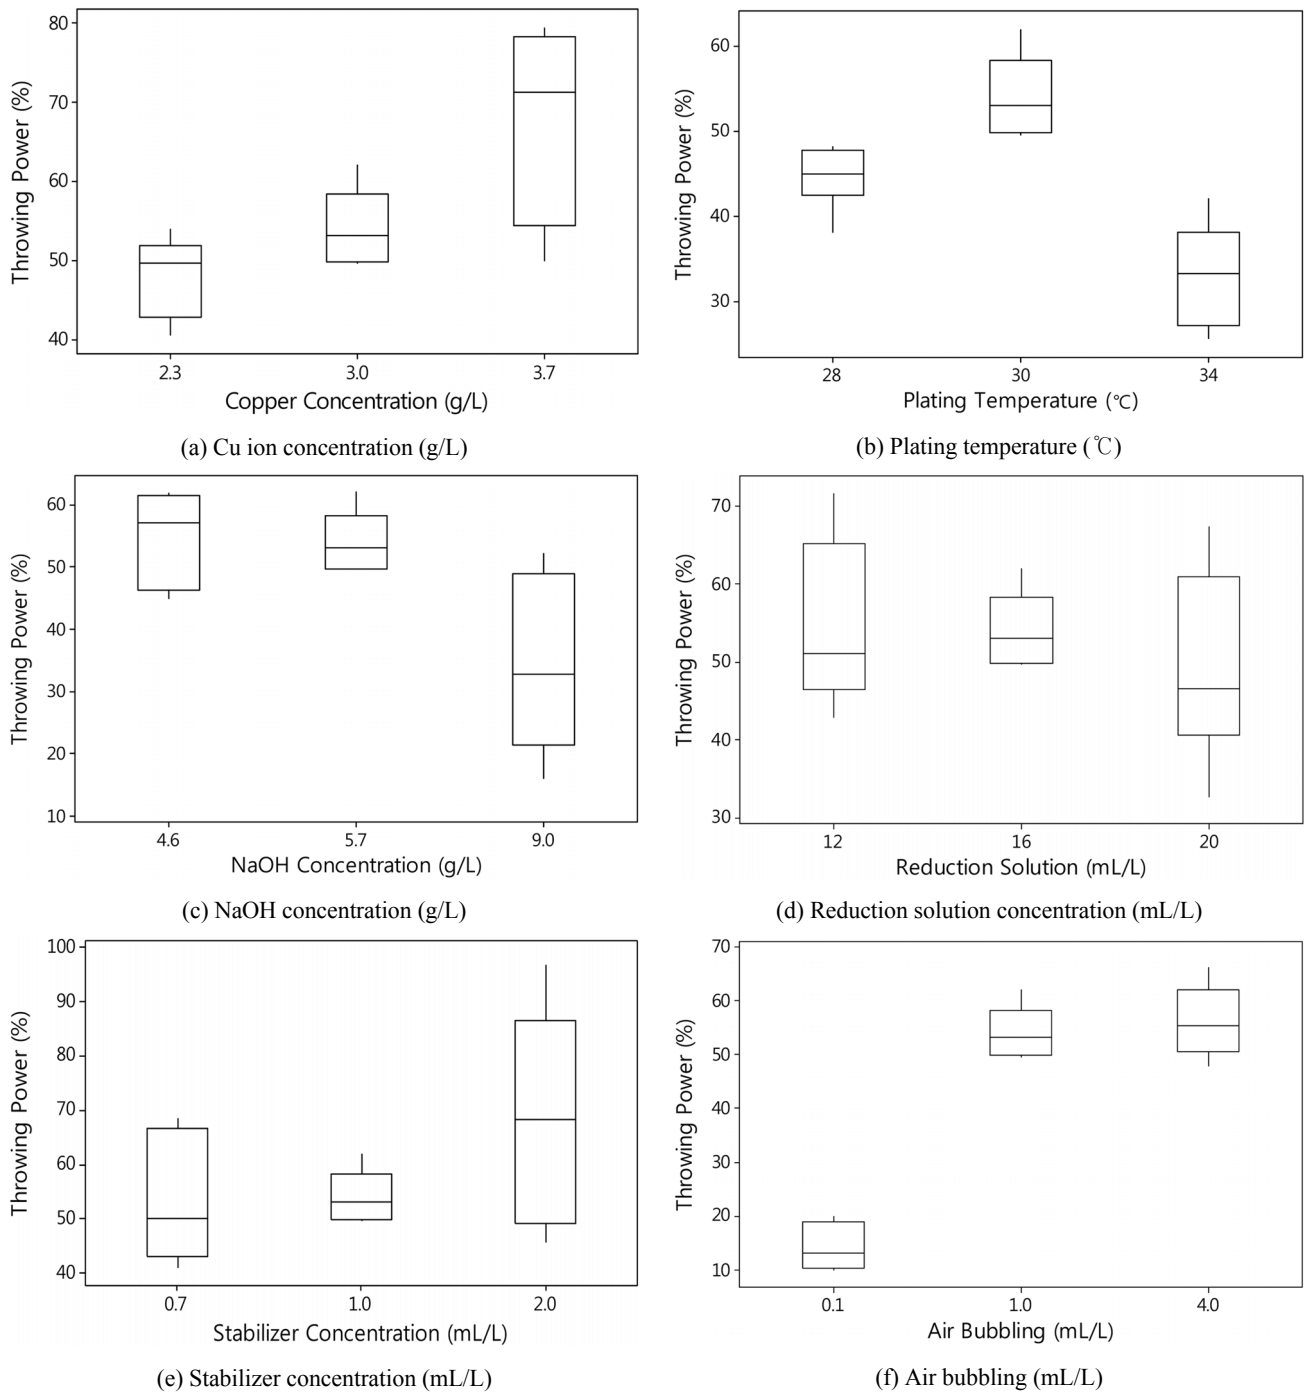 80
70
60
50
40
Throwing Power (%)
2.3 3.0 3.7
Copper Concentration (g/L)
(a) Cu ion concentration (g/L)
60
50
40
30
Throwing Power (%)
28 30 34
Plating Temperature (℃)
(b) Plating temperature (℃)
60
50
40
30
20
10
Throwing Power (%)
4.6 5.7 9.0
NaOH Concentration (g/L)
(c) NaOH concentration (g/L)
70
60
50
40
30
Throwing Power (%)
12 16 20
Reduction Solution (mL/L)
(d) Reduction solution concentration (mL/L)
100
90
80
70
60
50
40
Throwing Power (%)
0.7 1.0 2.0
Stabilizer Concentration (mL/L)
(e) Stabilizer concentration (mL/L)
70
60
50
40
30
20
10
Throwing Power (%)
0.1 1.0 4.0
Air Bubbling (mL/L)
(f) Air bubbling (mL/L)